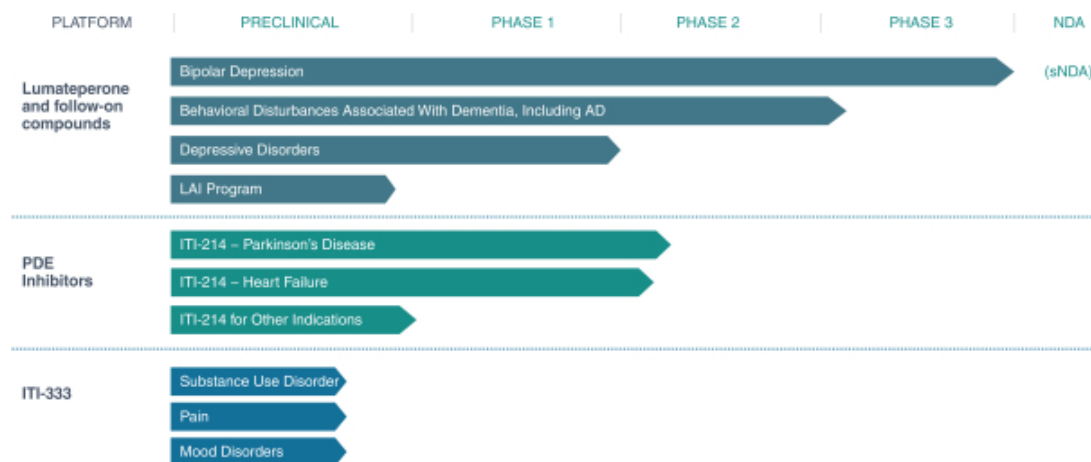 PLATFORM PRECLINICAL PHASE 1 PHASE 2 PHASE 3 NDA
Lumateperone
and follow-on
compounds
Bipolar Depression
(sNDA)
Behavioral Disturbances Associated With Dementia, Including AD
Depressive Disorders
LAI Program
PDE
Inhibitors
ITI-214 – Parkinson's Disease
ITI-214 – Heart Failure
ITI-214 for Other Indications
ITI-333
Substance Use Disorder
Pain
Mood Disorders